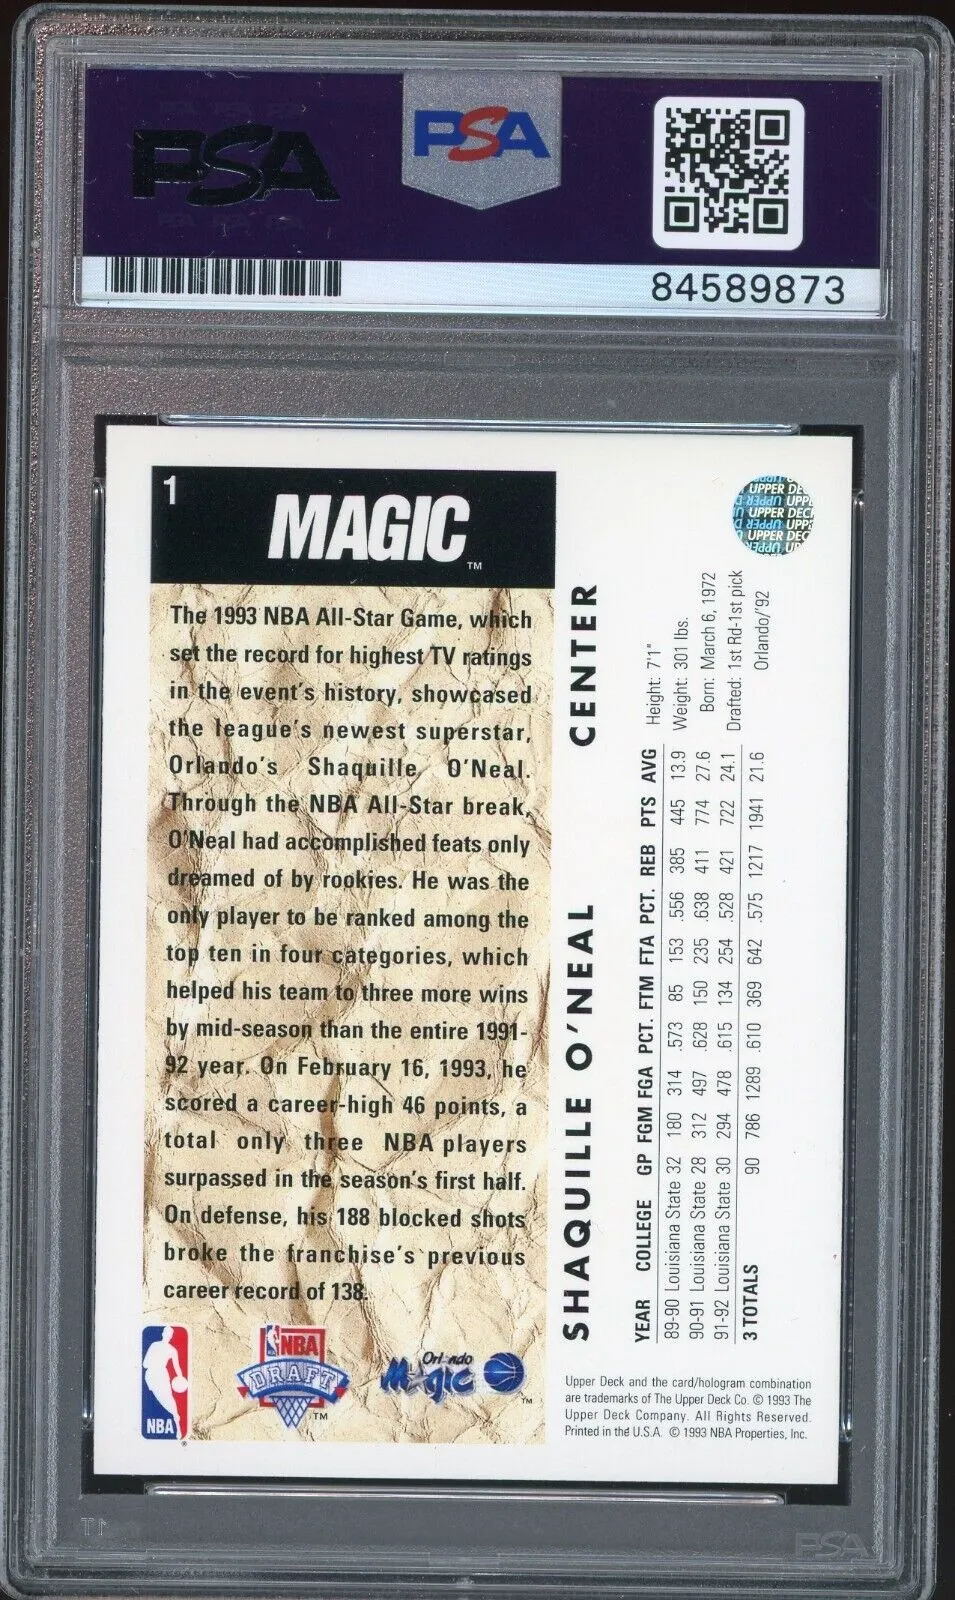 PSA
PSA
84589873
1
MAGIC™
The 1993 NBA All-Star Game, which
set the record for highest TV ratings
in the event's history, showcased
the league's newest superstar,
Orlando's Shaquille O'Neal.
Through the NBA All-Star break,
O'Neal had accomplished feats only
dreamed of by rookies. He was the
only player to be ranked among the
top ten in four categories, which
helped his team to three more wins
by mid-season than the entire 1991-
92 year. On February 16, 1993, he
scored a career-high 46 points, a
total only three NBA players
surpassed in the season's first half.
On defense, his 188 blocked shots
broke the franchise's previous
career record of 138.
NBA
NBA
DRAFT™
Orlando
Magic™
UPPER DECK
SHAQUILLE O'NEAL CENTER
Height: 7'1"
Weight: 301 lbs.
Born: March 6, 1972
Drafted: 1st Rd-1st pick
Orlando/'92
YEAR COLLEGE GP FGM FGA PCT. FTM FTA PCT. REB PTS AVG
89-90 Louisiana State 32 180 314 .573 85 153 .556 385 445 13.9
90-91 Louisiana State 28 312 497 .628 150 235 .638 411 774 27.6
91-92 Louisiana State 30 294 478 .615 134 254 .528 421 722 24.1
3 TOTALS 90 786 1289 .610 369 642 .575 1217 1941 21.6
Upper Deck and the card/hologram combination
are trademarks of The Upper Deck Co. © 1993 The
Upper Deck Company. All Rights Reserved.
Printed in the U.S.A. © 1993 NBA Properties, Inc.
PSA